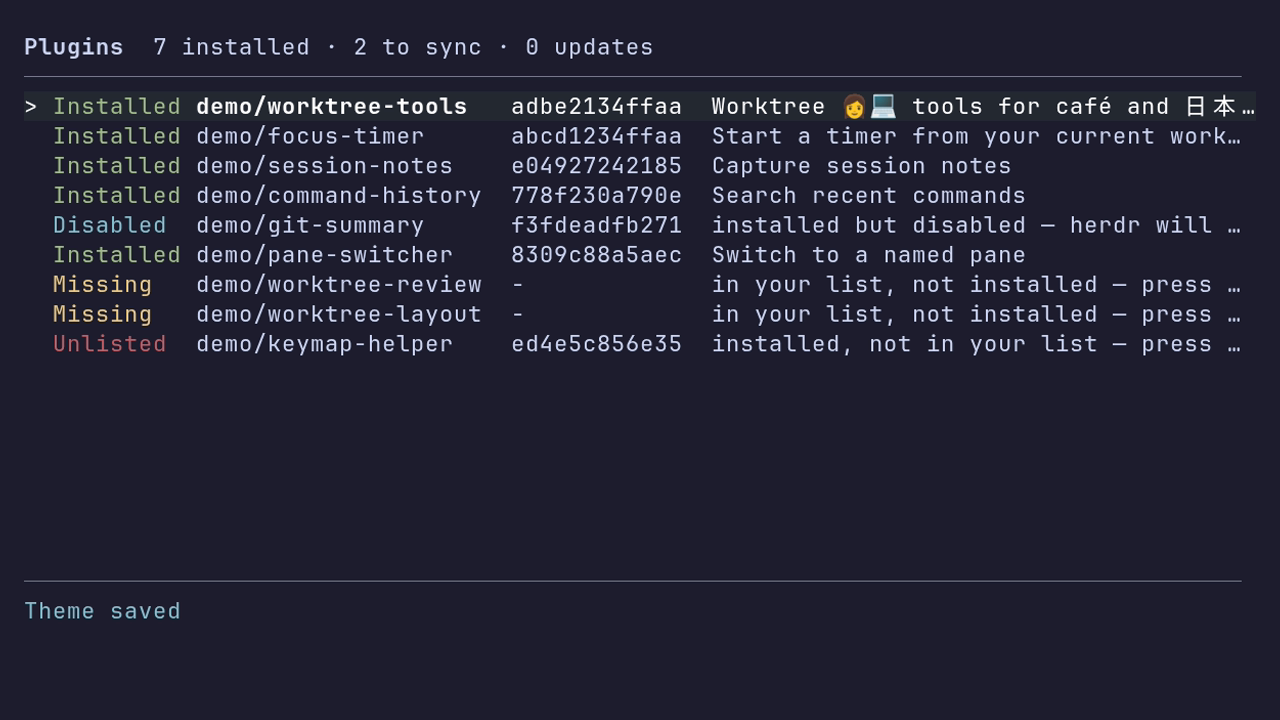 Plugins  7 installed · 2 to sync · 0 updates
> Installed demo/worktree-tools   adbe2134ffaa  Worktree 👩💻 tools for café and 日本…
Installed demo/focus-timer      abcd1234ffaa  Start a timer from your current work…
Installed demo/session-notes    e04927242185  Capture session notes
Installed demo/command-history  778f230a790e  Search recent commands
Disabled  demo/git-summary      f3fdeadfb271  installed but disabled — herdr will …
Installed demo/pane-switcher    8309c88a5aec  Switch to a named pane
Missing   demo/worktree-review  -             in your list, not installed — press …
Missing   demo/worktree-layout  -             in your list, not installed — press …
Unlisted  demo/keymap-helper    ed4e5c856e35  installed, not in your list — press …
Theme saved